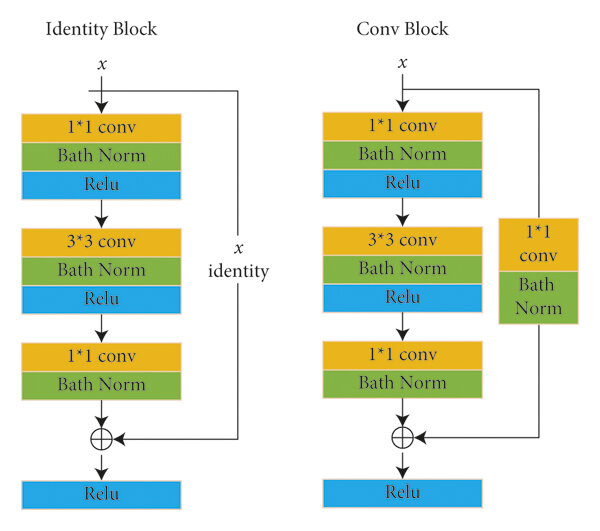 Identity Block
x
1*1 conv
Bath Norm
Relu
3*3 conv
Bath Norm
Relu
x
identity
1*1 conv
Bath Norm
Relu
Conv Block
x
1*1 conv
Bath Norm
Relu
3*3 conv
Bath Norm
Relu
1*1
conv
Bath
Norm
1*1 conv
Bath Norm
Relu